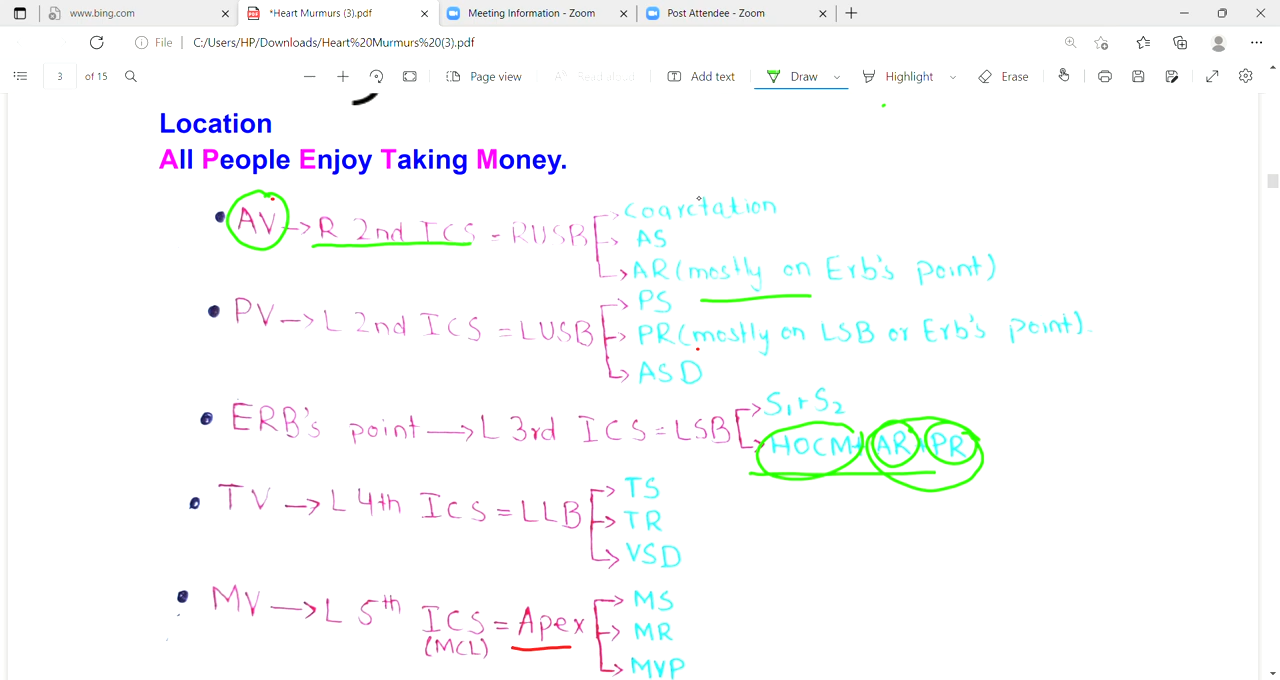 www.bing.com
*Heart Murmurs (3).pdf
Meeting Information - Zoom
Post Attendee - Zoom
File
C:/Users/HP/Downloads/Heart%20Murmurs%20(3).pdf
3 of 15
Page view
Read aloud
Add text
Draw
Highlight
Erase
Location
All People Enjoy Taking Money.
AV → R 2nd ICS = RUSB
Coarctation
AS
AR (mostly on Erb's point)
PV → L 2nd ICS = LUSB
PS
PR (mostly on LSB or Erb's point).
ASD
ERB's point → L 3rd ICS = LSB
S1+S2
HOCM+ AR, PR
TV → L 4th ICS = LLB
TS
TR
VSD
MV → L 5th ICS = Apex
(MCL)
MS
MR
MVP